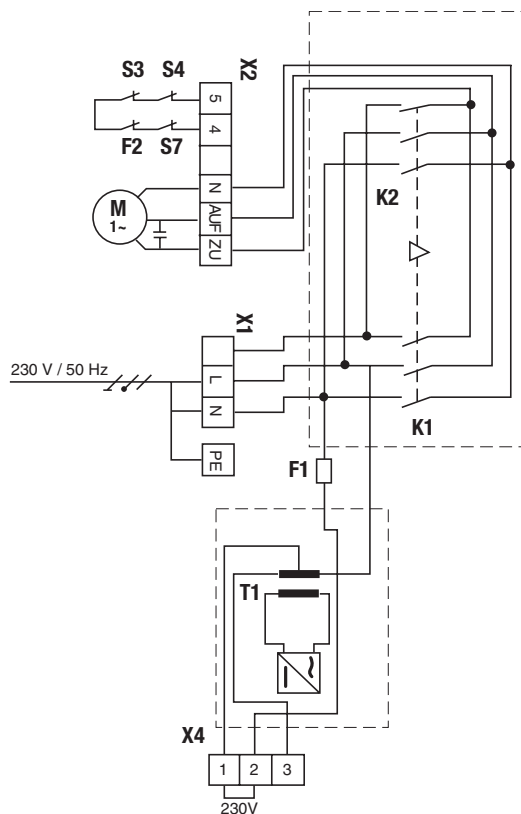 S3 S4 X2
5
4
F2 S7
N
AUF
ZU
M
1~
K2
X1
230 V / 50 Hz
L
N
PE
K1
F1
T1
X4
1 2 3
230V